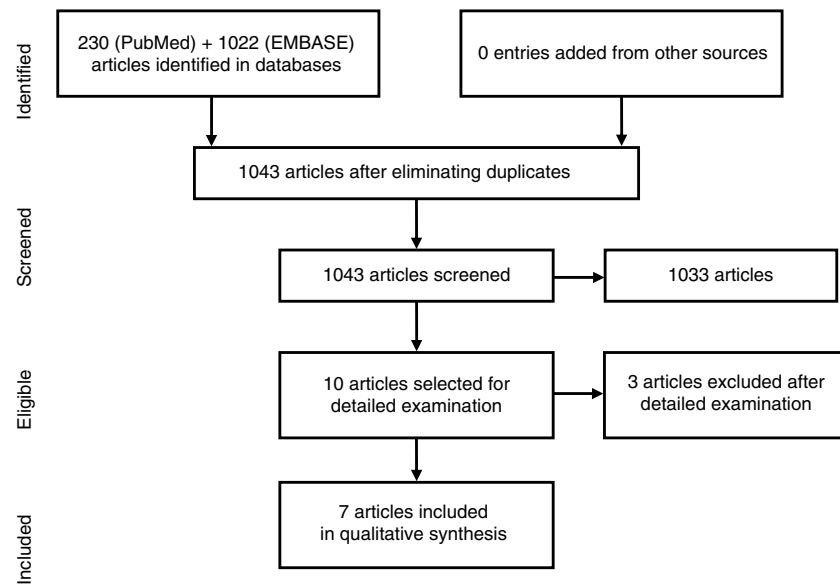 Identified
230 (PubMed) + 1022 (EMBASE)
articles identified in databases
0 entries added from other sources
1043 articles after eliminating duplicates
Screened
1043 articles screened
1033 articles
Eligible
10 articles selected for
detailed examination
3 articles excluded after
detailed examination
Included
7 articles included
in qualitative synthesis